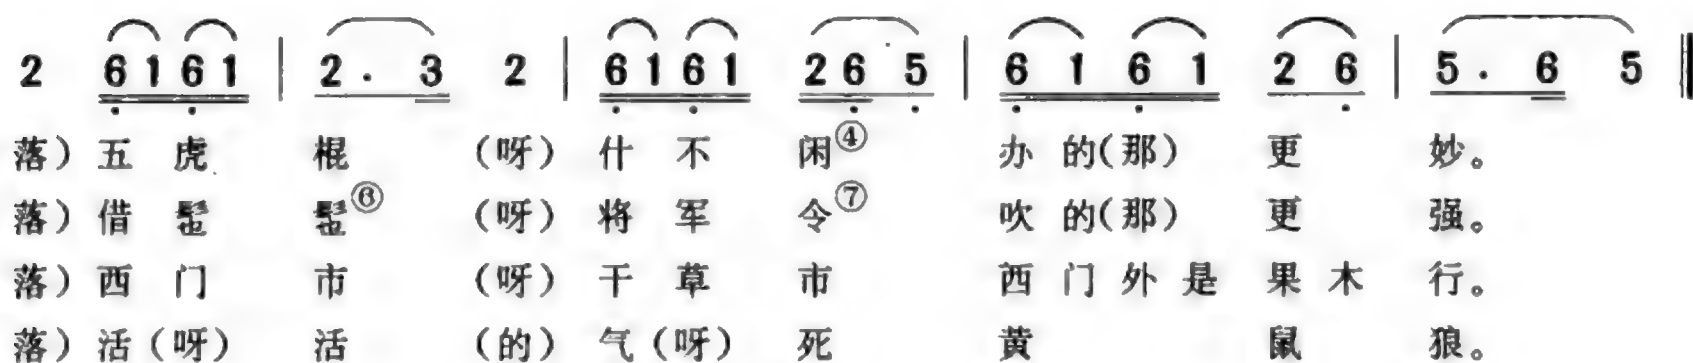 2 6161 | 2. 3 2 | 6161 26 5 | 6 1 6 1 2 6 | 5. 6 5 ‖
落）五 虎 棍 （呀）什 不 闲④ 办 的（那） 更 妙。
落）借 髢 髢⑥ （呀）将 军 令⑦ 吹 的（那） 更 强。
落）西 门 市 （呀）干 草 市 西 门 外 是 果 木 行。
落）活（呀） 活 （的）气（呀） 死 黄 鼠 狼。